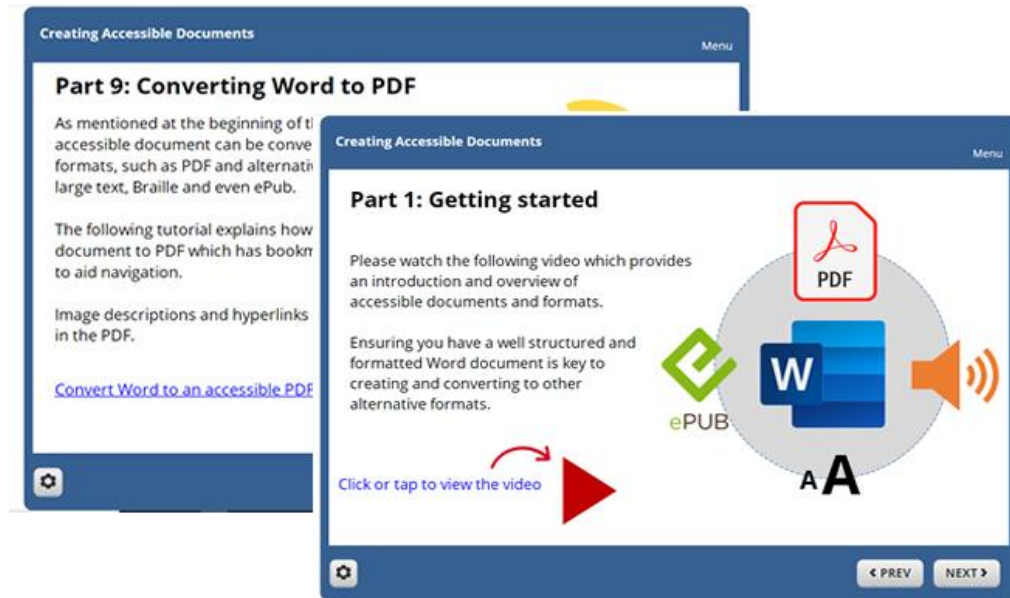 Creating Accessible Documents
Menu
Part 9: Converting Word to PDF
As mentioned at the beginning of
accessible document can be
formats, such as PDF and
large text, Braille and even ePub.
The following tutorial explains how
document to PDF which has
to aid navigation.
Image descriptions and hyperlinks
in the PDF.
Convert Word to an accessible PDF
Creating Accessible Documents
Menu
Part 1: Getting started
Please watch the following video which provides
an introduction and overview of
accessible documents and formats.
Ensuring you have a well structured and
formatted Word document is key to
creating and converting to other
alternative formats.
Click or tap to view the video
PDF
W
ePUB
A A
PREV
NEXT